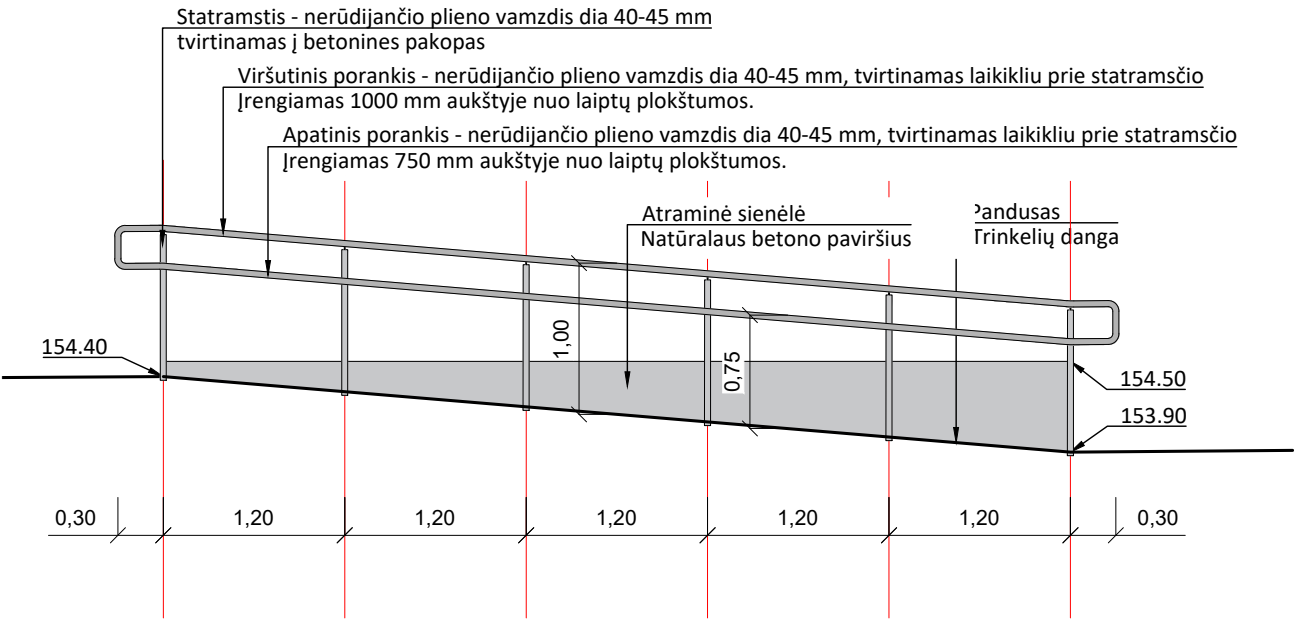 Statramstis - nerūdijančio plieno vamzdis dia 40-45 mm
tvirtinamas į betonines pakopas
Viršutinis porankis - nerūdijančio plieno vamzdis dia 40-45 mm, tvirtinamas laikikliu prie statramsčio
Įrengiamas 1000 mm aukštyje nuo laiptų plokštumos.
Apatinis porankis - nerūdijančio plieno vamzdis dia 40-45 mm, tvirtinamas laikikliu prie statramsčio
Įrengiamas 750 mm aukštyje nuo laiptų plokštumos.
Atraminė sienėlė
Natūralaus betono paviršius
Pandusas
Trinkelių danga
154.40
1,00
0,75
154.50
153.90
0,30
1,20
1,20
1,20
1,20
1,20
0,30